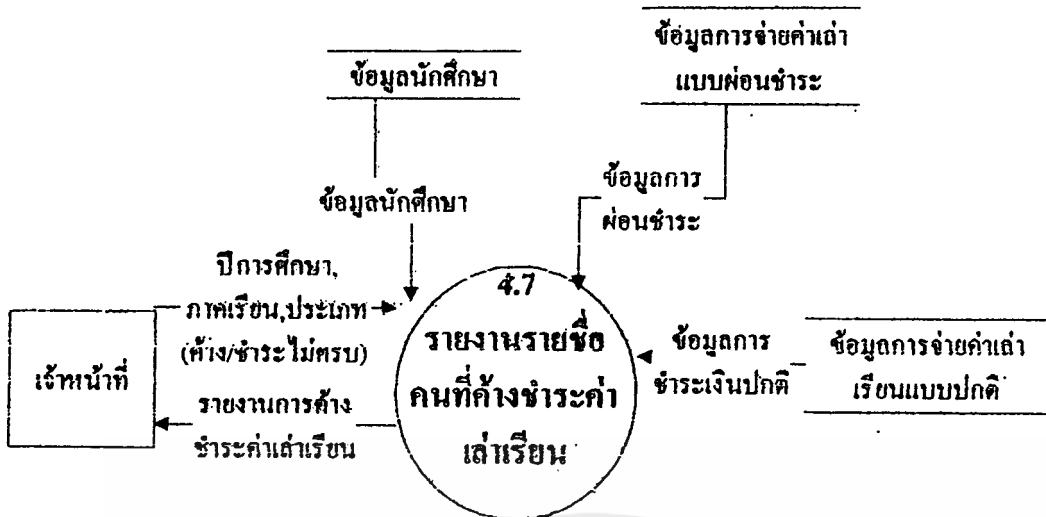 ข้อมูลการจ่ายค่าเล่า
แบบผ่อนชำระ
ข้อมูลนักศึกษา
ข้อมูลการ
ผ่อนชำระ
ข้อมูลนักศึกษา
ปีการศึกษา,
ภาคเรียน,ประเภท
(ค้าง/ชำระไม่ครบ)
เจ้าหน้าที่
รายงานการค้าง
ชำระค่าเล่าเรียน
4.7
รายงานรายชื่อ
คนที่ค้างชำระค่า
เล่าเรียน
ข้อมูลการ
ชำระเงินปกติ
ข้อมูลการจ่ายค่าเล่า
เรียนแบบปกติ